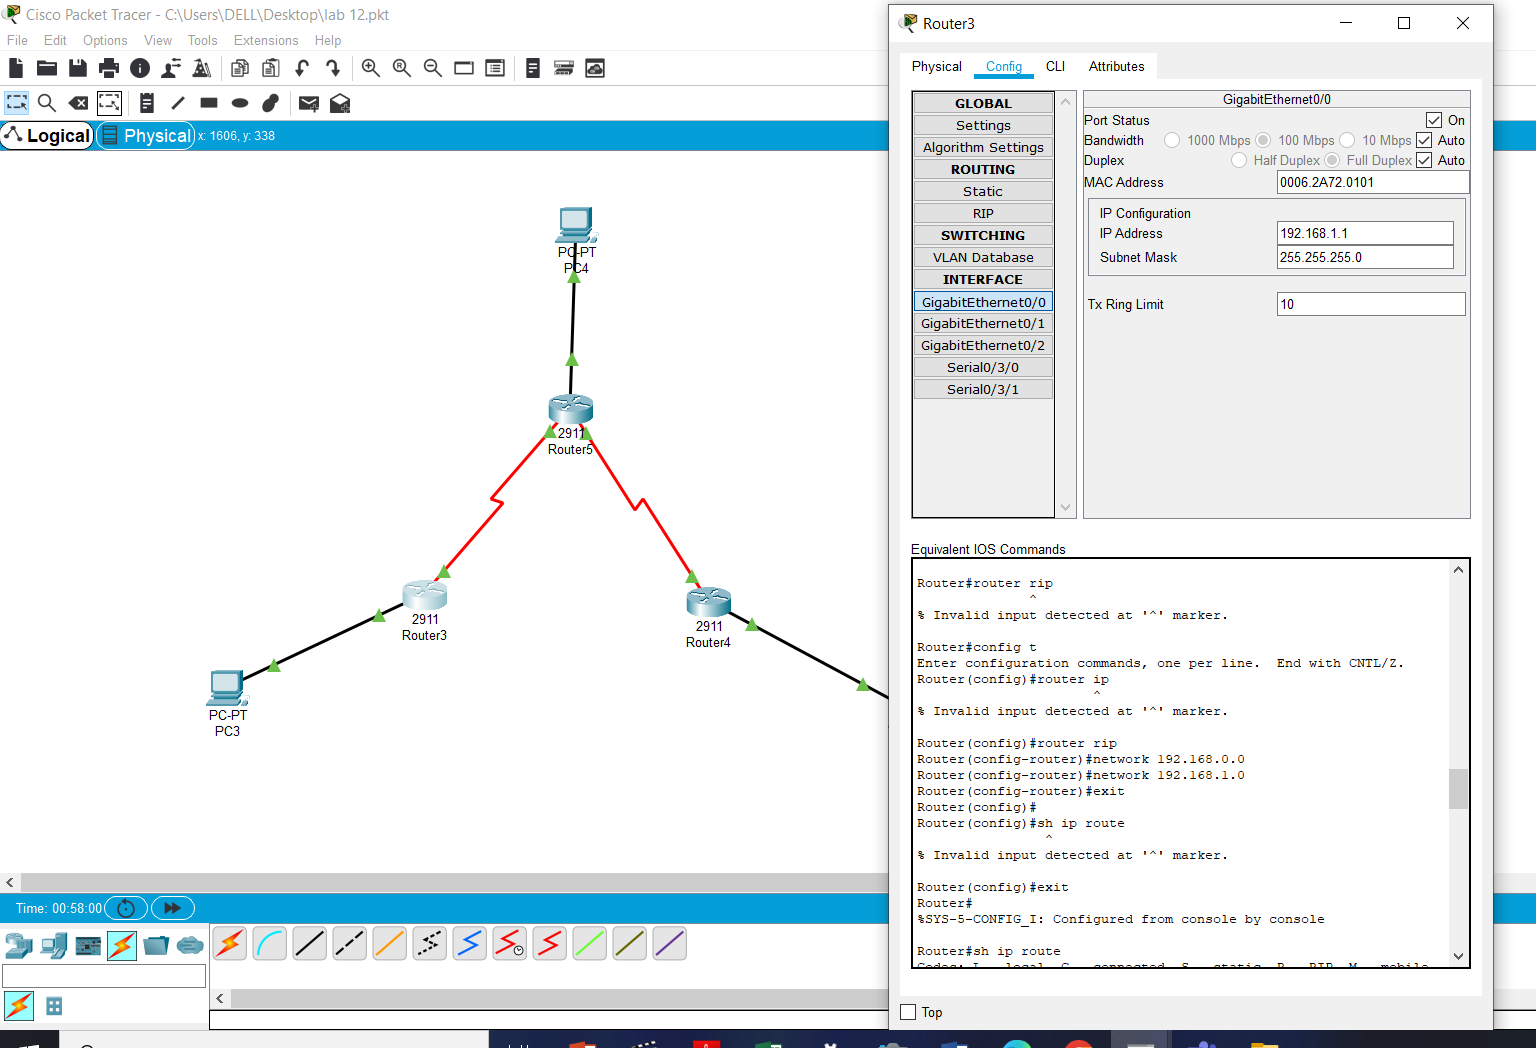 Cisco Packet Tracer - C:\Users\DELL\Desktop\lab 12.pkt
File Edit Options View Tools Extensions Help
Logical Physical x: 1606, y: 338
PC-PT
PC4
2911
Router5
2911
Router3
2911
Router4
PC-PT
PC3
Time: 00:58:00
Router3
Physical Config CLI Attributes
GLOBAL
Settings
Algorithm Settings
ROUTING
Static
RIP
SWITCHING
VLAN Database
INTERFACE
GigabitEthernet0/0
GigabitEthernet0/1
GigabitEthernet0/2
Serial0/3/0
Serial0/3/1
GigabitEthernet0/0
Port Status On
Bandwidth 1000 Mbps 100 Mbps 10 Mbps Auto
Duplex Half Duplex Full Duplex Auto
MAC Address 0006.2A72.0101
IP Configuration
IP Address 192.168.1.1
Subnet Mask 255.255.255.0
Tx Ring Limit 10
Equivalent IOS Commands
Router#router rip
^
% Invalid input detected at '^' marker.
Router#config t
Enter configuration commands, one per line. End with CNTL/Z.
Router(config)#router ip
^
% Invalid input detected at '^' marker.
Router(config)#router rip
Router(config-router)#network 192.168.0.0
Router(config-router)#network 192.168.1.0
Router(config-router)#exit
Router(config)#
Router(config)#sh ip route
^
% Invalid input detected at '^' marker.
Router(config)#exit
Router#
%SYS-5-CONFIG_I: Configured from console by console
Router#sh ip route
Codes: L - local, C - connected, S - static, R - RIP, M - mobile,
Top